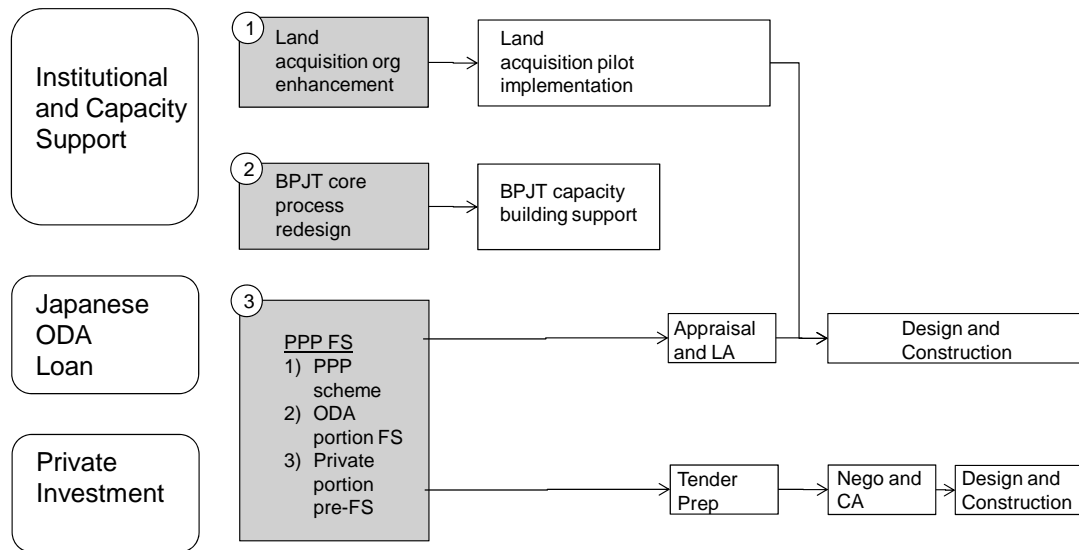 Institutional
and Capacity
Support
1
Land
acquisition org
enhancement
Land
acquisition pilot
implementation
2
BPJT core
process
redesign
BPJT capacity
building support
Japanese
ODA
Loan
3
PPP FS
1) PPP
scheme
2) ODA
portion FS
3) Private
portion
pre-FS
Appraisal
and LA
Design and
Construction
Private
Investment
Tender
Prep
Nego and
CA
Design and
Construction